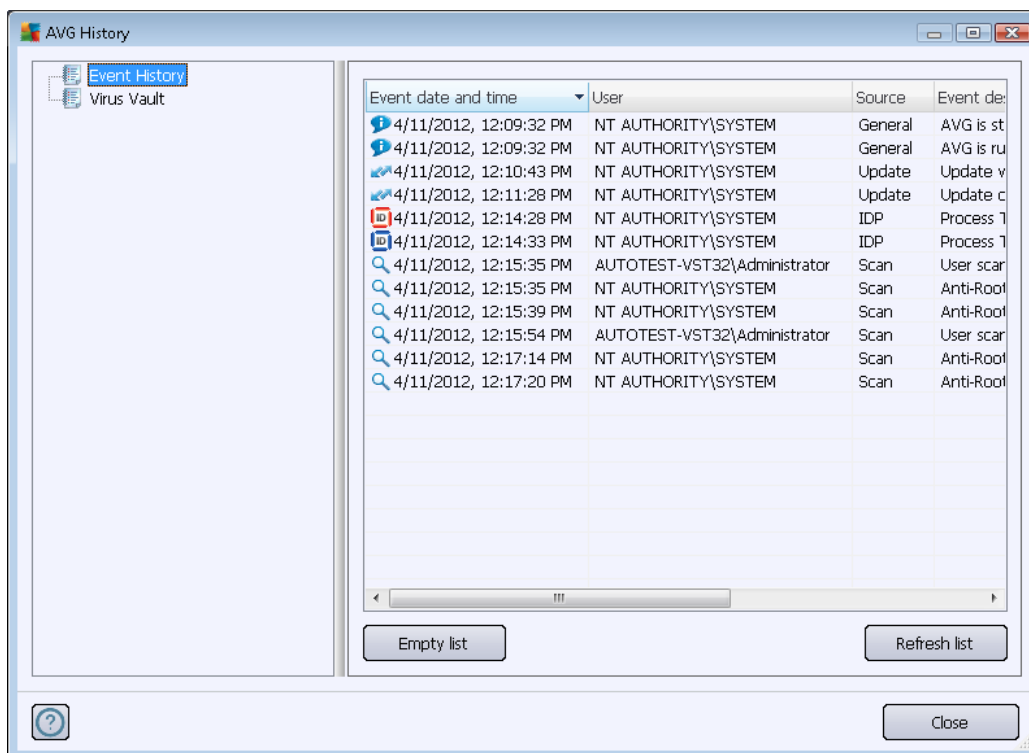 AVG History
Event History
Virus Vault
Event date and time User Source Event des
4/11/2012, 12:09:32 PM NT AUTHORITY\SYSTEM General AVG is st
4/11/2012, 12:09:32 PM NT AUTHORITY\SYSTEM General AVG is ru
4/11/2012, 12:10:43 PM NT AUTHORITY\SYSTEM Update Update v
4/11/2012, 12:11:28 PM NT AUTHORITY\SYSTEM Update Update c
ID 4/11/2012, 12:14:28 PM NT AUTHORITY\SYSTEM IDP Process T
ID 4/11/2012, 12:14:33 PM NT AUTHORITY\SYSTEM IDP Process T
4/11/2012, 12:15:35 PM AUTOTEST-VST32\Administrator Scan User scan
4/11/2012, 12:15:35 PM NT AUTHORITY\SYSTEM Scan Anti-Root
4/11/2012, 12:15:39 PM NT AUTHORITY\SYSTEM Scan Anti-Root
4/11/2012, 12:15:54 PM AUTOTEST-VST32\Administrator Scan User scan
4/11/2012, 12:17:14 PM NT AUTHORITY\SYSTEM Scan Anti-Root
4/11/2012, 12:17:20 PM NT AUTHORITY\SYSTEM Scan Anti-Root
Empty list Refresh list
? Close